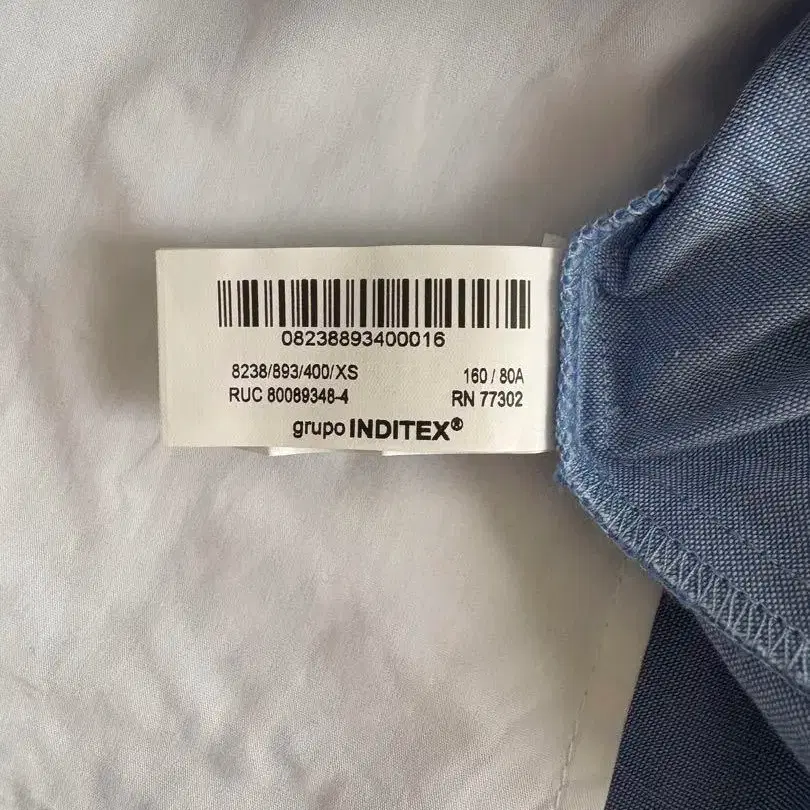 08238893400016
8238/893/400/XS 160 / 80A
RUC 80089348-4 RN 77302
grupo INDITEX®